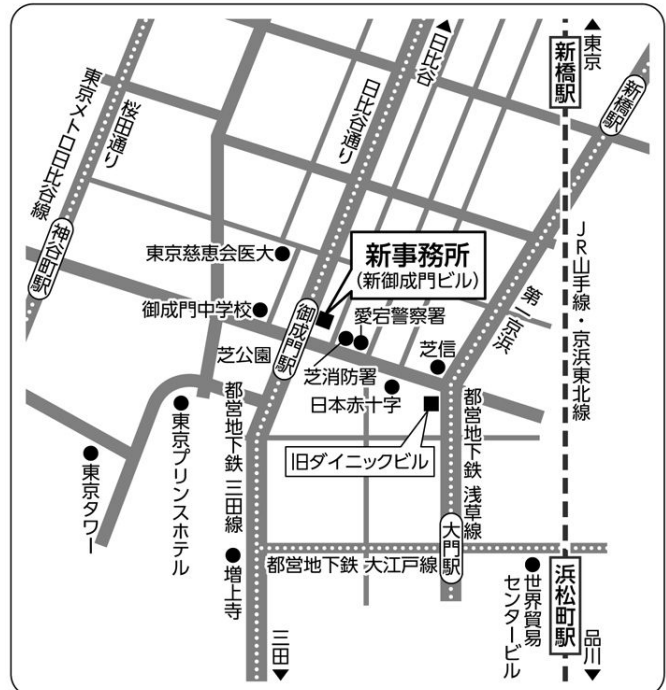 ▲日比谷
▲東京
新橋駅
新橋駅
東京メトロ日比谷線
桜田通り
日比谷通り
神谷町駅
東京慈恵会医大
新事務所
(新御成門ビル)
JR山手線・京浜東北線
第一京浜
御成門中学校
御成門駅
愛宕警察署
芝公園
芝消防署
芝信
日本赤十字
都営地下鉄 三田線
都営地下鉄 浅草線
東京プリンスホテル
旧ダイニックビル
東京タワー
大門駅
都営地下鉄 大江戸線
増上寺
世界貿易
センタービル
浜松町駅
三田▼
品川▼